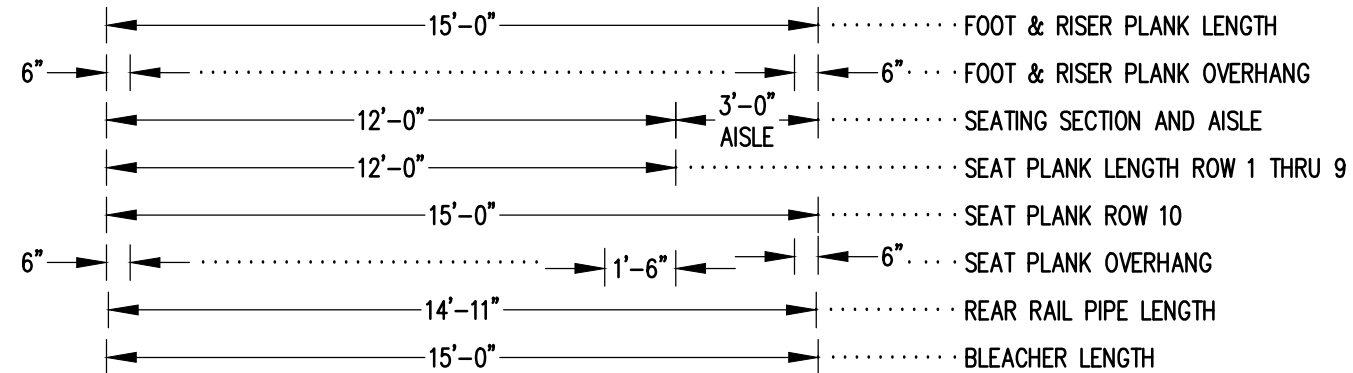 15'-0" FOOT & RISER PLANK LENGTH
6" 6" FOOT & RISER PLANK OVERHANG
12'-0" 3'-0" AISLE SEATING SECTION AND AISLE
12'-0" SEAT PLANK LENGTH ROW 1 THRU 9
15'-0" SEAT PLANK ROW 10
6" 1'-6" 6" SEAT PLANK OVERHANG
14'-11" REAR RAIL PIPE LENGTH
15'-0" BLEACHER LENGTH